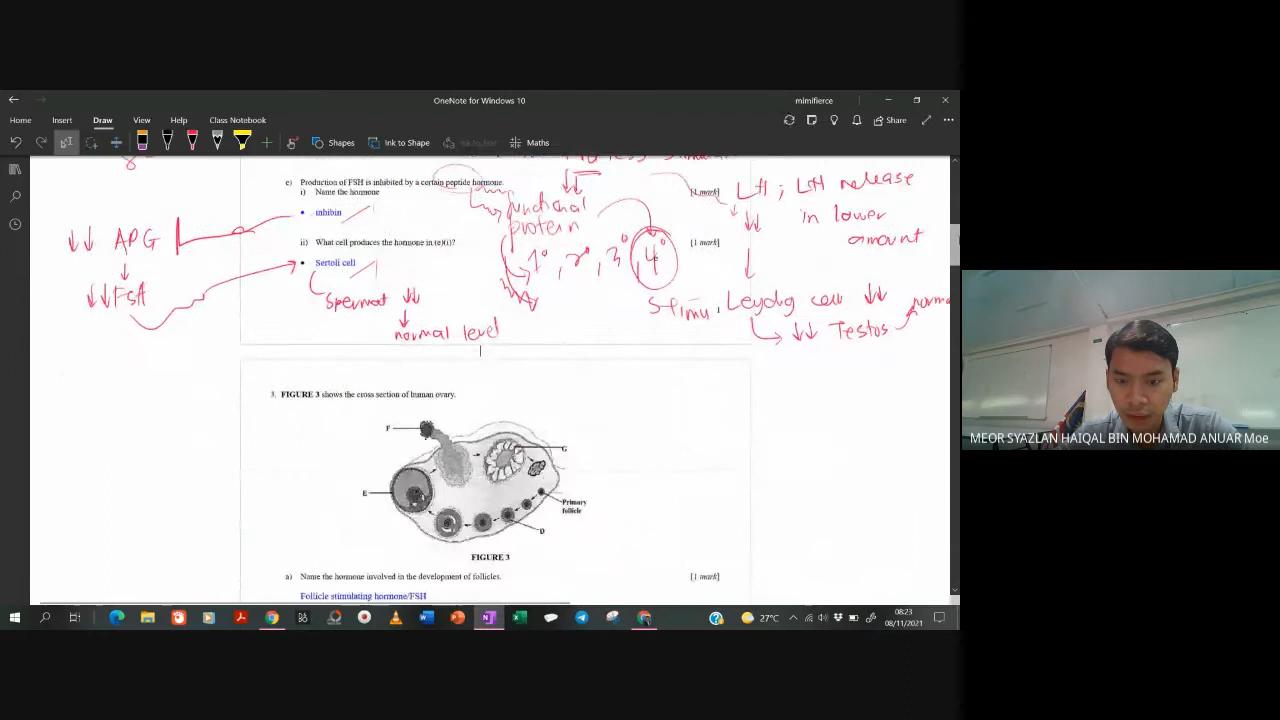 OneNote for Windows 10
mimifierce
Home Insert Draw View Help Class Notebook
Share
Shapes Ink to Shape Ink to Text Maths
e) Production of FSH is inhibited by a certain peptide hormone.
i) Name the hormone [1 mark]
• inhibin
functional
protein
LH ; LH release
in lower
amount
ii) What cell produces the hormone in (e)(i)? [1 mark]
• Sertoli cell
↓↓ APG
↓
↓↓ FSH
1°, 2°, 3°, 4°
Spermat ↓↓
normal level
Stimu. Leydig cell ↓↓
↓↓ Testos
3. FIGURE 3 shows the cross section of human ovary.
F
G
E
Primary
follicle
D
FIGURE 3
a) Name the hormone involved in the development of follicles. [1 mark]
Follicle stimulating hormone/FSH
27°C
08:23
08/11/2021
MEOR SYAZLAN HAIQAL BIN MOHAMAD ANUAR Moe